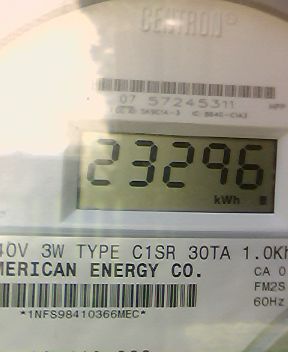 CENTRON
07 57245311
23296
kWh
40V 3W TYPE C1SR 30TA 1.0Kh
MERICAN ENERGY CO.
CA 0
FM2S
60Hz
*1NFS98410366MEC*